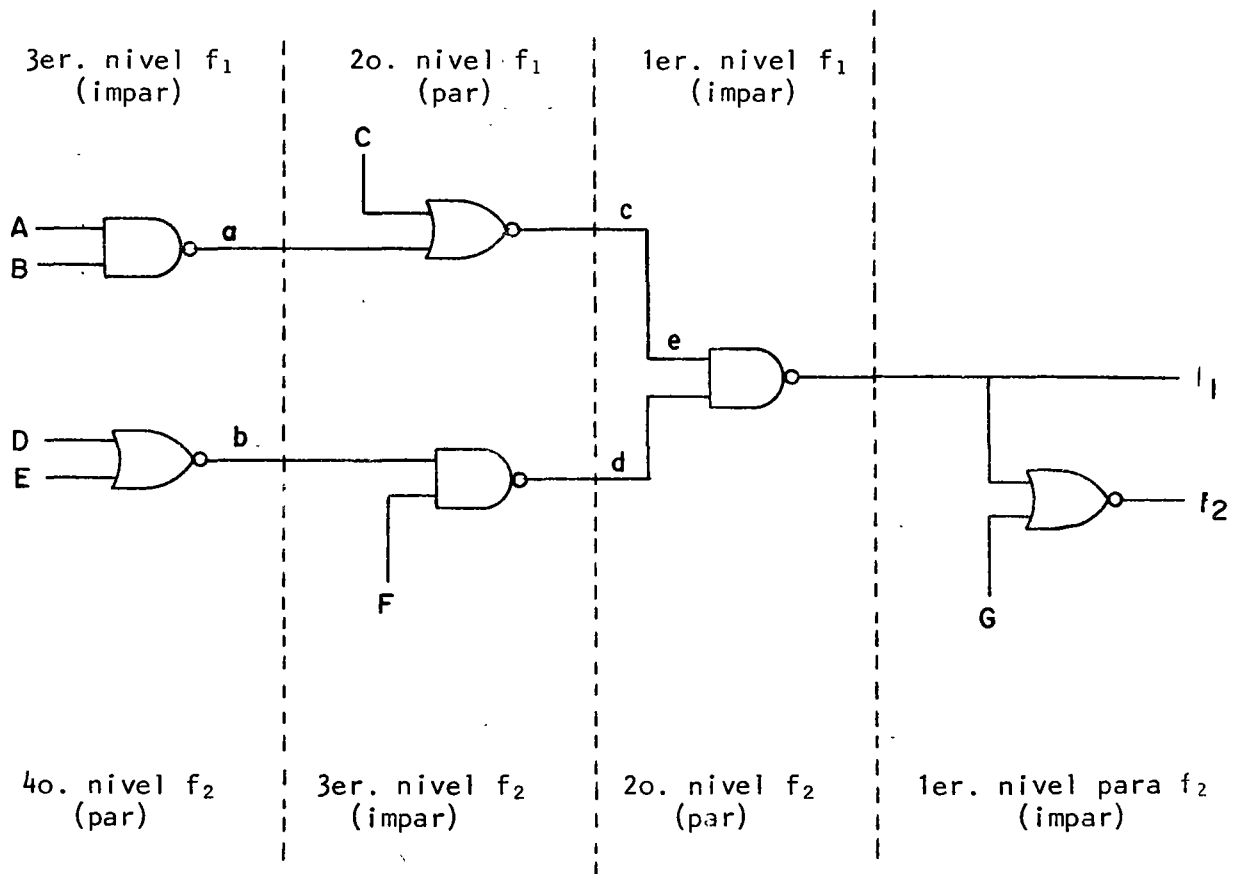 3er. nivel f₁
(impar)
2o. nivel f₁
(par)
1er. nivel f₁
(impar)
C
A
a
c
B
e
f₁
D
b
d
E
f₂
F
G
4o. nivel f₂
(par)
3er. nivel f₂
(impar)
2o. nivel f₂
(par)
1er. nivel para f₂
(impar)